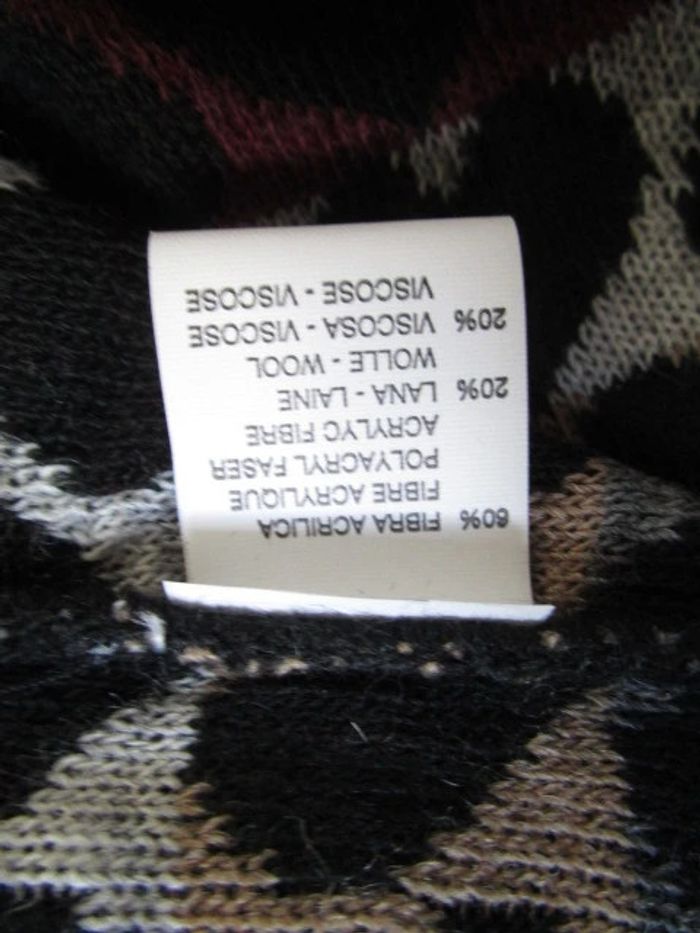 60% FIBRA ACRILICA
FIBRE ACRYLIQUE
POLYACRYL FASER
ACRYLYC FIBRE
20% LANA - LAINE
WOLLE - WOOL
20% VISCOSA - VISCOSE
VISCOSE - VISCOSE